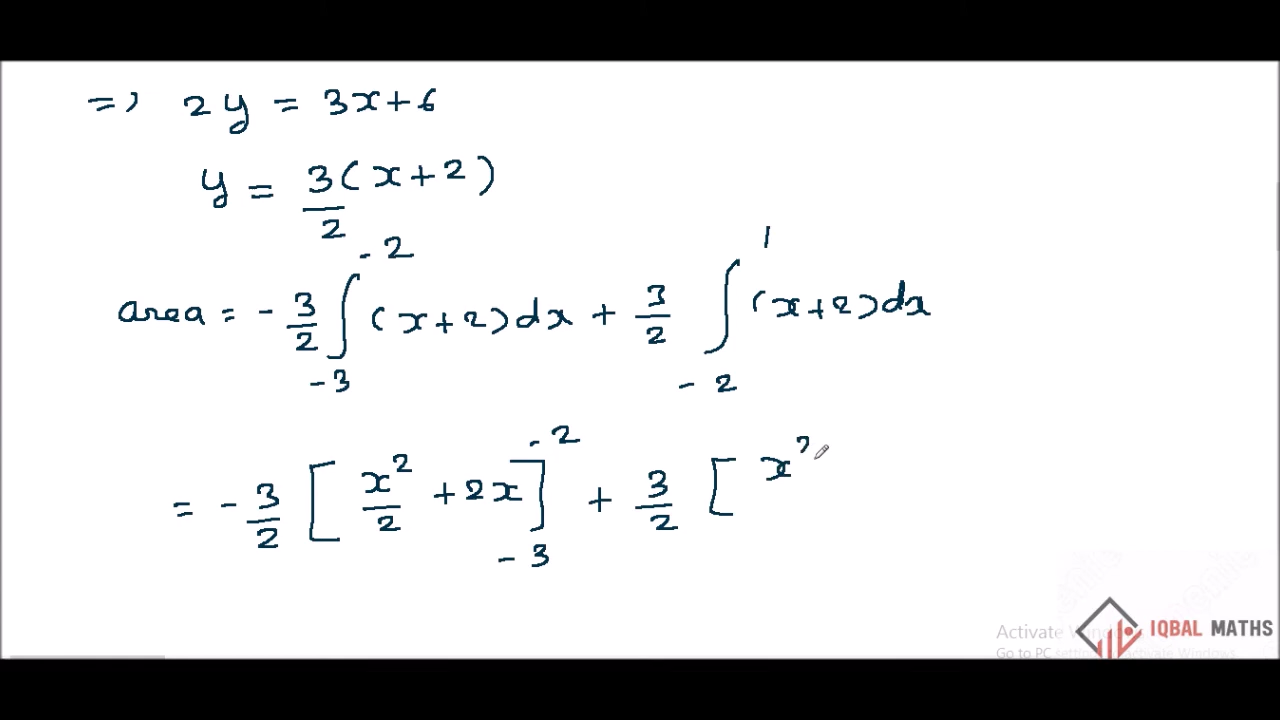 => 2y = 3x+6
y = 3/2 (x+2)
area = - 3/2 ∫_{-3}^{-2} (x+2)dx + 3/2 ∫_{-2}^{1} (x+2)dx
= - 3/2 [ x²/2 + 2x ]_{-3}^{-2} + 3/2 [ x²
Activate Windows
IQBAL MATHS
Go to PC settings to Activate Windows.